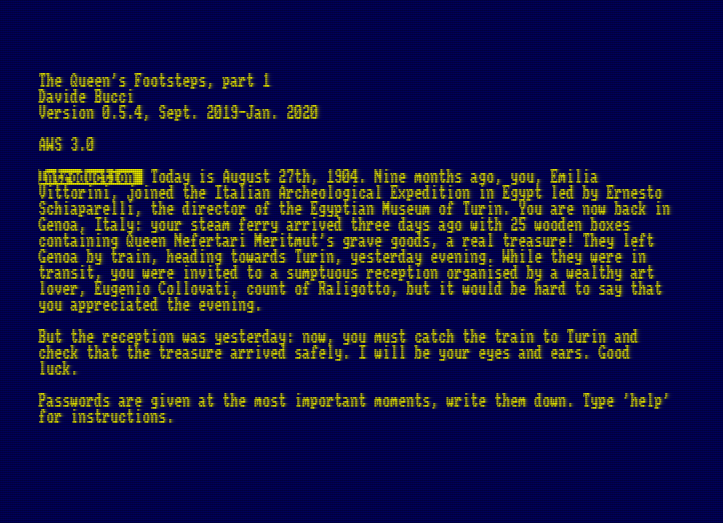 The Queen's Footsteps, part 1
Davide Bucci
Version 0.5.4, Sept. 2019-Jan. 2020
AWS 3.0
Introduction Today is August 27th, 1904. Nine months ago, you, Emilia
Vittorini, joined the Italian Archeological Expedition in Egypt led by Ernesto
Schiaparelli, the director of the Egyptian Museum of Turin. You are now back in
Genoa, Italy: your steam ferry arrived three days ago with 25 wooden boxes
containing Queen Nefertari Meritmut's grave goods, a real treasure! They left
Genoa by train, heading towards Turin, yesterday evening. While they were in
transit, you were invited to a sumptuous reception organised by a wealthy art
lover, Eugenio Collovati, count of Raligotto, but it would be hard to say that
you appreciated the evening.
But the reception was yesterday: now, you must catch the train to Turin and
check that the treasure arrived safely. I will be your eyes and ears. Good
luck.
Passwords are given at the most important moments, write them down. Type 'help'
for instructions.